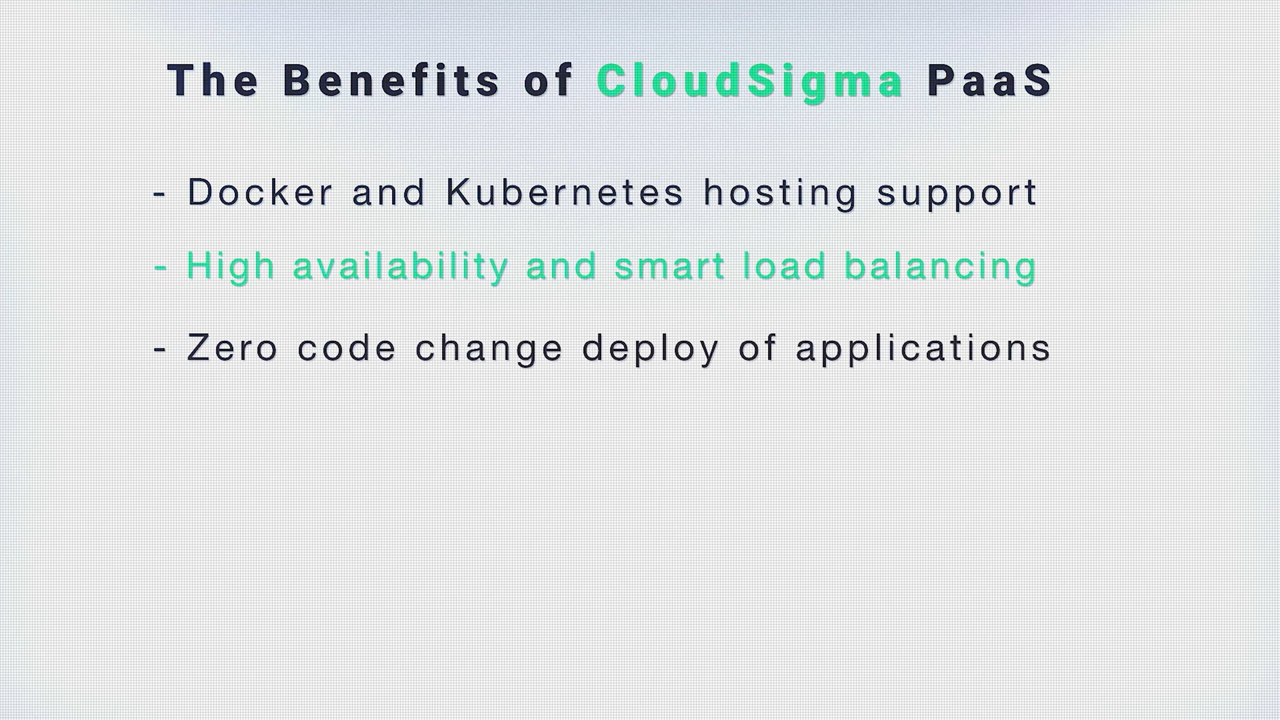 The Benefits of CloudSigma PaaS
- Docker and Kubernetes hosting support
- High availability and smart load balancing
- Zero code change deploy of applications